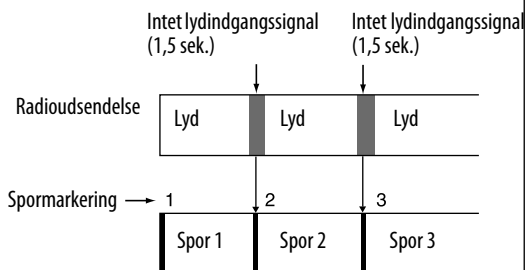 Intet lydindgangssignal
(1,5 sek.)
Intet lydindgangssignal
(1,5 sek.)
Radioudsendelse
Lyd
Lyd
Lyd
Spormarkering
1
2
3
Spor 1
Spor 2
Spor 3